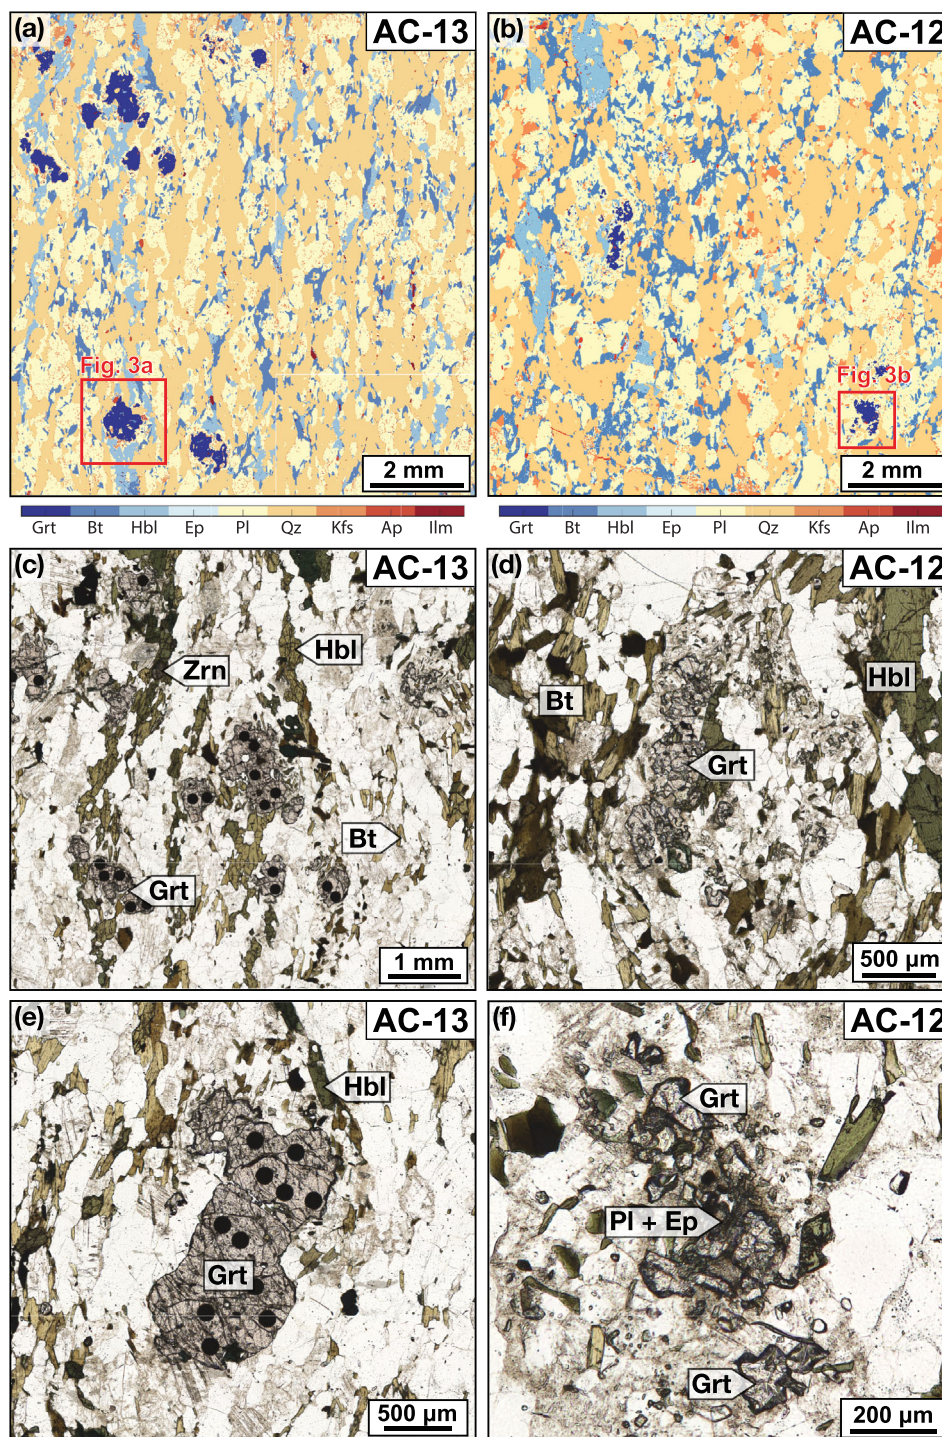 (a) AC-13
Fig. 3a
2 mm
(b) AC-12
Fig. 3b
2 mm
Grt Bt Hbl Ep Pl Qz Kfs Ap Ilm
Grt Bt Hbl Ep Pl Qz Kfs Ap Ilm
(c) AC-13
Zrn
Hbl
Bt
Grt
1 mm
(d) AC-12
Bt
Hbl
Grt
500 µm
(e) AC-13
Hbl
Grt
500 µm
(f) AC-12
Grt
Pl + Ep
Grt
200 µm